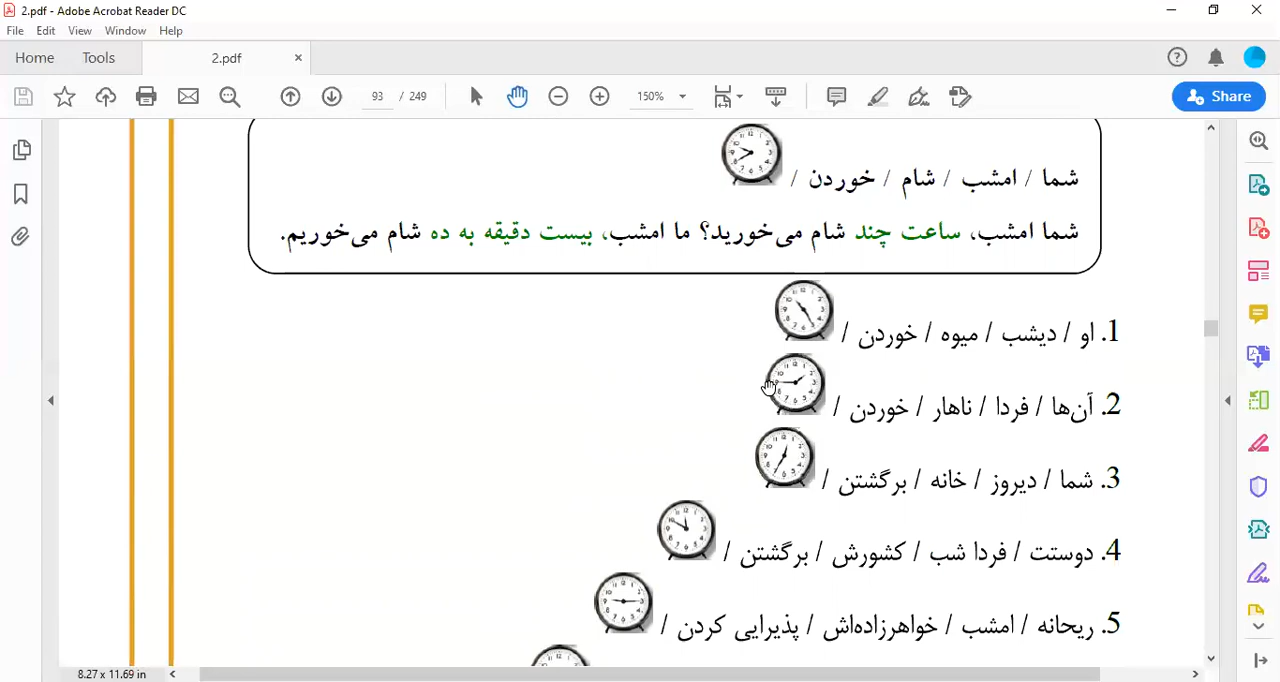 2.pdf - Adobe Acrobat Reader DC
File Edit View Window Help
Home Tools 2.pdf
93 / 249 150% Share
شما / امشب / شام / خوردن /
شما امشب، ساعت چند شام می‌خورید؟ ما امشب، بیست دقیقه به ده شام می‌خوریم.
1. او / دیشب / میوه / خوردن /
2. آن‌ها / فردا / ناهار / خوردن /
3. شما / دیروز / خانه / برگشتن /
4. دوستت / فردا شب / کشورش / برگشتن /
5. ریحانه / امشب / خواهرزاده‌اش / پذیرایی کردن /
8.27 x 11.69 in